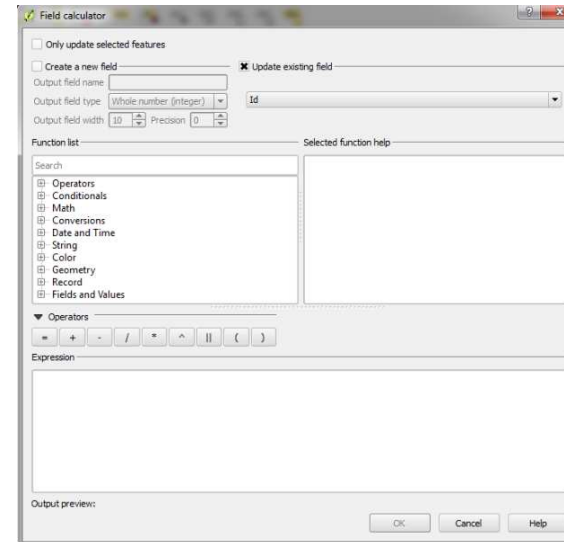 Field calculator
Only update selected features
Create a new field
Update existing field
Output field name
Output field type Whole number (integer)
Id
Output field width 10 Precision 0
Function list
Selected function help
Search
Operators
Conditionals
Math
Conversions
Date and Time
String
Color
Geometry
Record
Fields and Values
Operators
= + - / * ^ || ( )
Expression
Output preview:
OK Cancel Help